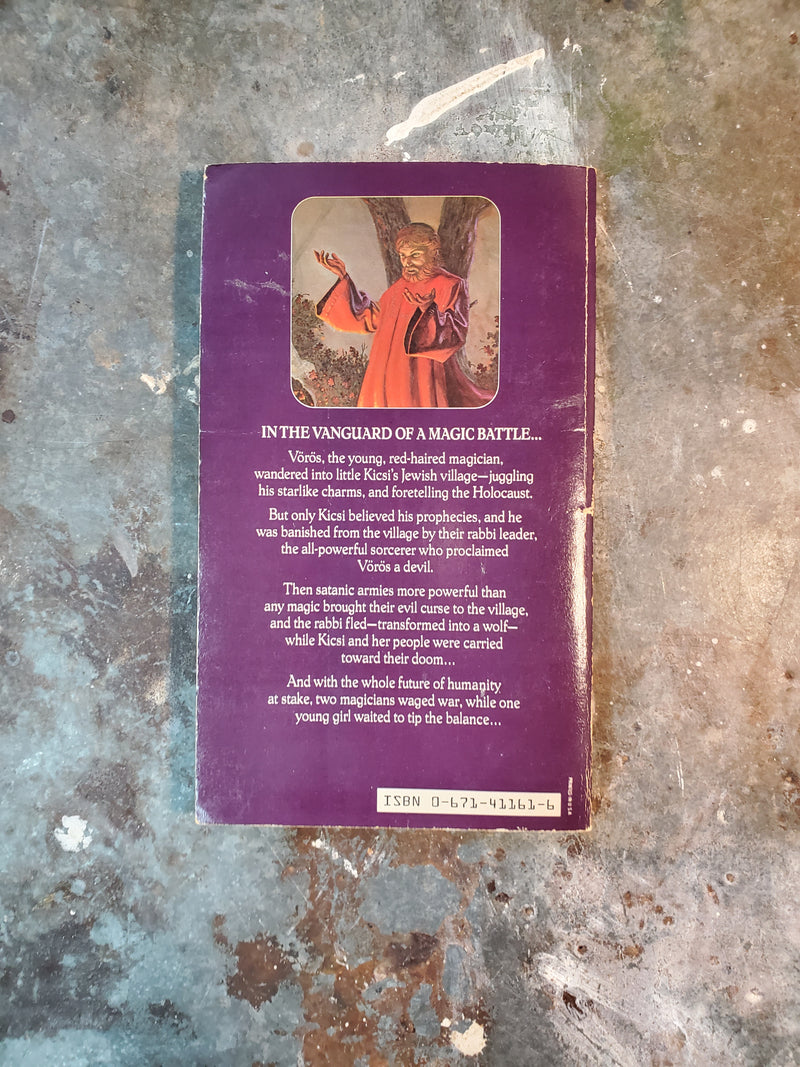 IN THE VANGUARD OF A MAGIC BATTLE...
Vörös, the young, red-haired magician,
wandered into little Kicsi's Jewish village—juggling
his starlike charms, and foretelling the Holocaust.
But only Kicsi believed his prophecies, and he
was banished from the village by their rabbi leader,
the all-powerful sorcerer who proclaimed
Vörös a devil.
Then satanic armies more powerful than
any magic brought their evil curse to the village,
and the rabbi fled—transformed into a wolf—
while Kicsi and her people were carried
toward their doom...
And with the whole future of humanity
at stake, two magicians waged war, while one
young girl waited to tip the balance...
ISBN 0-671-41161-6
PRINTED IN U.S.A.